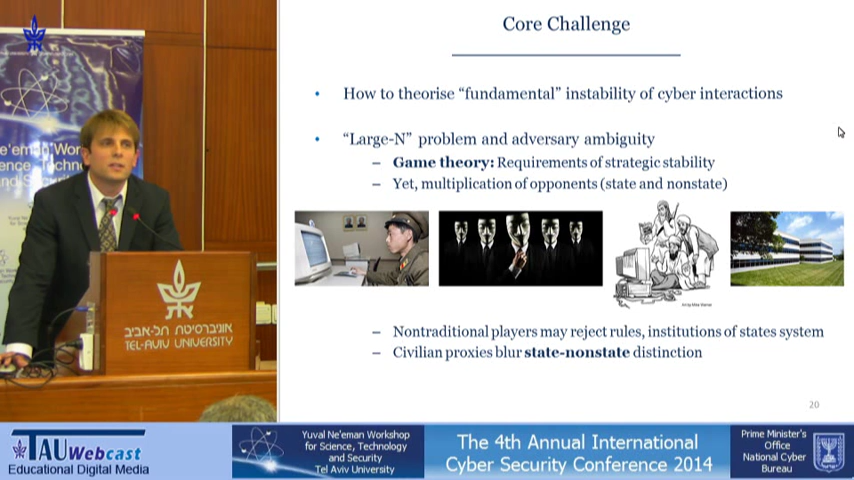 Core Challenge
• How to theorise “fundamental” instability of cyber interactions
• “Large-N” problem and adversary ambiguity
– Game theory: Requirements of strategic stability
– Yet, multiplication of opponents (state and nonstate)
– Nontraditional players may reject rules, institutions of states system
– Civilian proxies blur state-nonstate distinction
20
אוניברסיטת תל-אביב
TEL-AVIV UNIVERSITY
TAU Webcast
Educational Digital Media
Yuval Ne'eman Workshop
for Science, Technology
and Security
Tel Aviv University
The 4th Annual International
Cyber Security Conference 2014
Prime Minister's
Office
National Cyber
Bureau